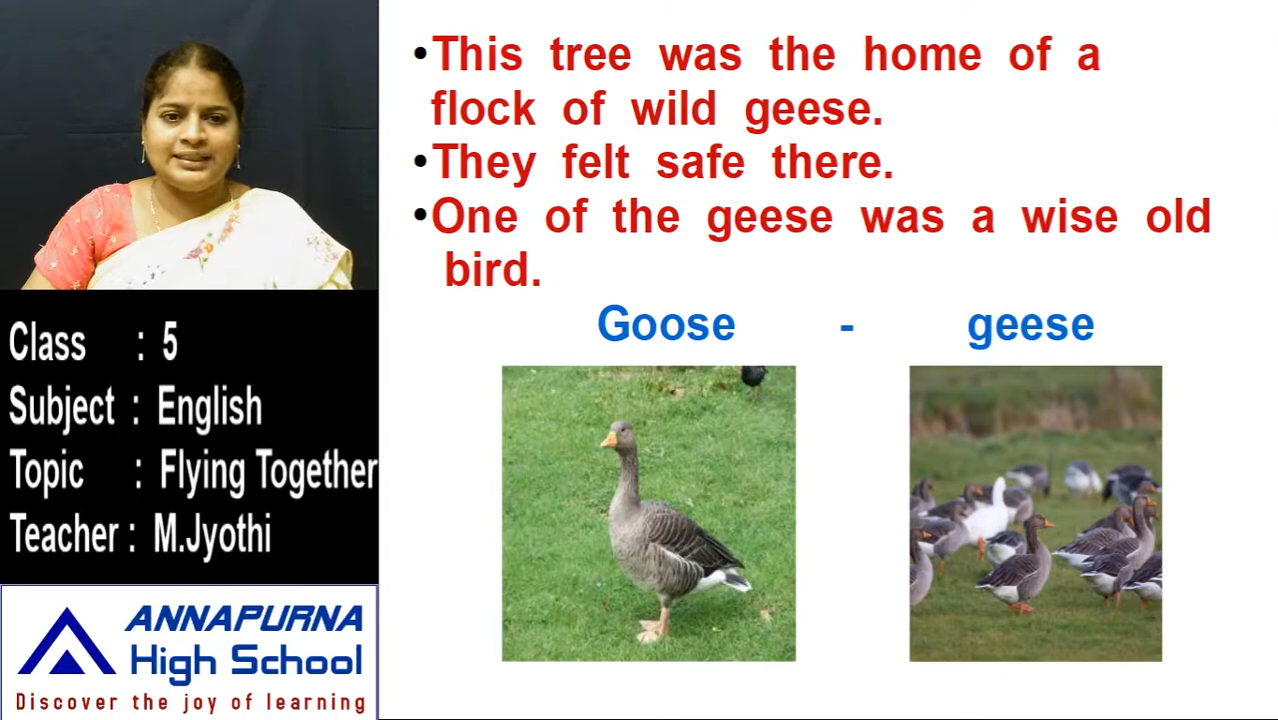 •This tree was the home of a
flock of wild geese.
•They felt safe there.
•One of the geese was a wise old
bird.
Goose - geese
Class : 5
Subject : English
Topic : Flying Together
Teacher : M.Jyothi
ANNAPURNA
High School
Discover the joy of learning